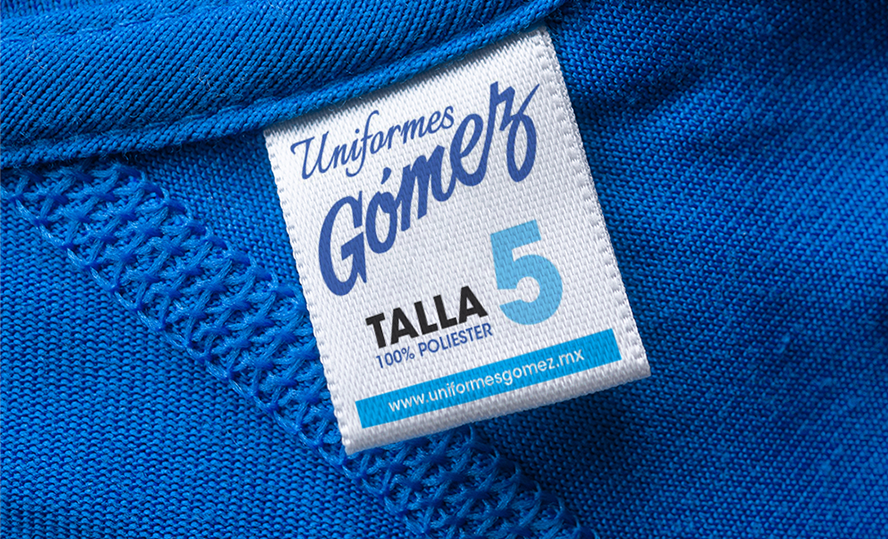 Uniformes
Gómez
TALLA 5
100% POLIESTER
www.uniformesgomez.mx